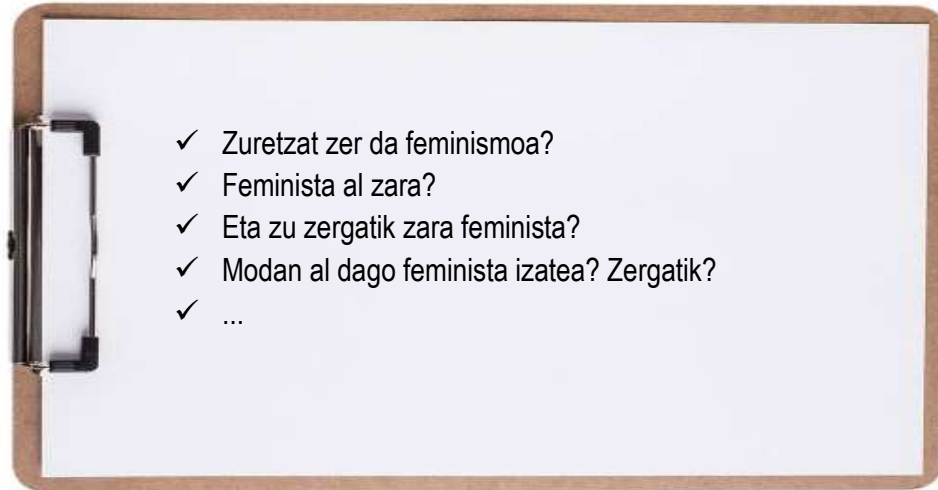 ✓ Zuretzat zer da feminismoa?
✓ Feminista al zara?
✓ Eta zu zergatik zara feminista?
✓ Modan al dago feminista izatea? Zergatik?
✓ ...